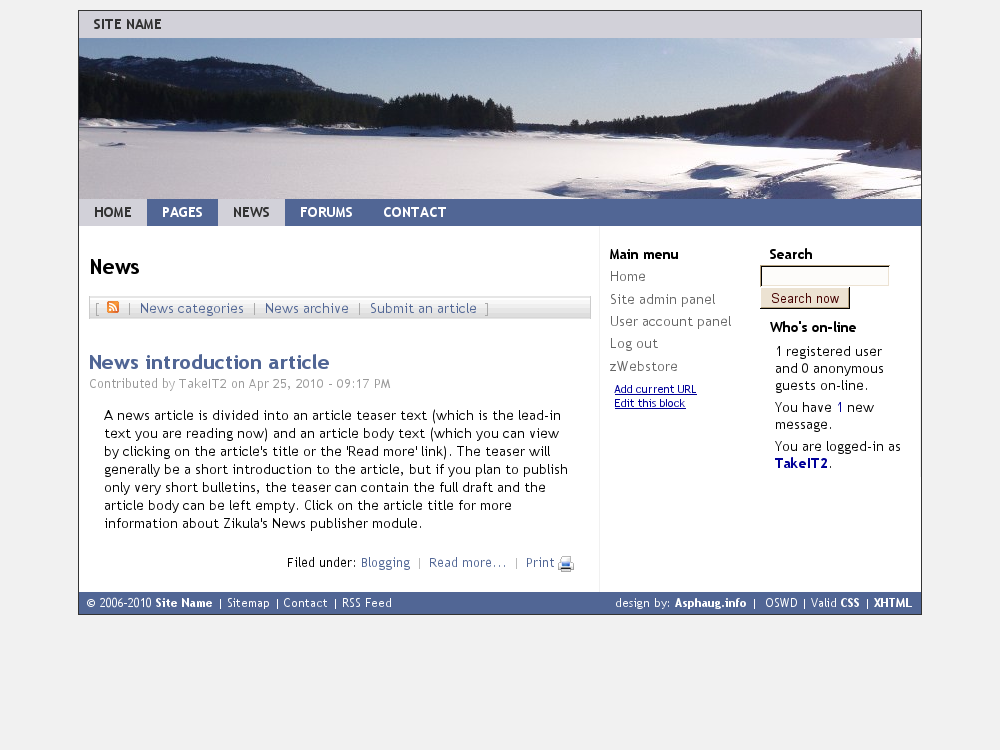 SITE NAME
HOME PAGES NEWS FORUMS CONTACT
News
[ | News categories | News archive | Submit an article ]
News introduction article
Contributed by TakeIT2 on Apr 25, 2010 - 09:17 PM
A news article is divided into an article teaser text (which is the lead-in
text you are reading now) and an article body text (which you can view
by clicking on the article's title or the 'Read more' link). The teaser will
generally be a short introduction to the article, but if you plan to publish
only very short bulletins, the teaser can contain the full draft and the
article body can be left empty. Click on the article title for more
information about Zikula's News publisher module.
Filed under: Blogging | Read more... | Print
Main menu
Home
Site admin panel
User account panel
Log out
zWebstore
Add current URL
Edit this block
Search
Search now
Who's on-line
1 registered user
and 0 anonymous
guests on-line.
You have 1 new
message.
You are logged-in as
TakeIT2.
© 2006-2010 Site Name | Sitemap | Contact | RSS Feed
design by: Asphaug.info | OSWD | Valid CSS | XHTML